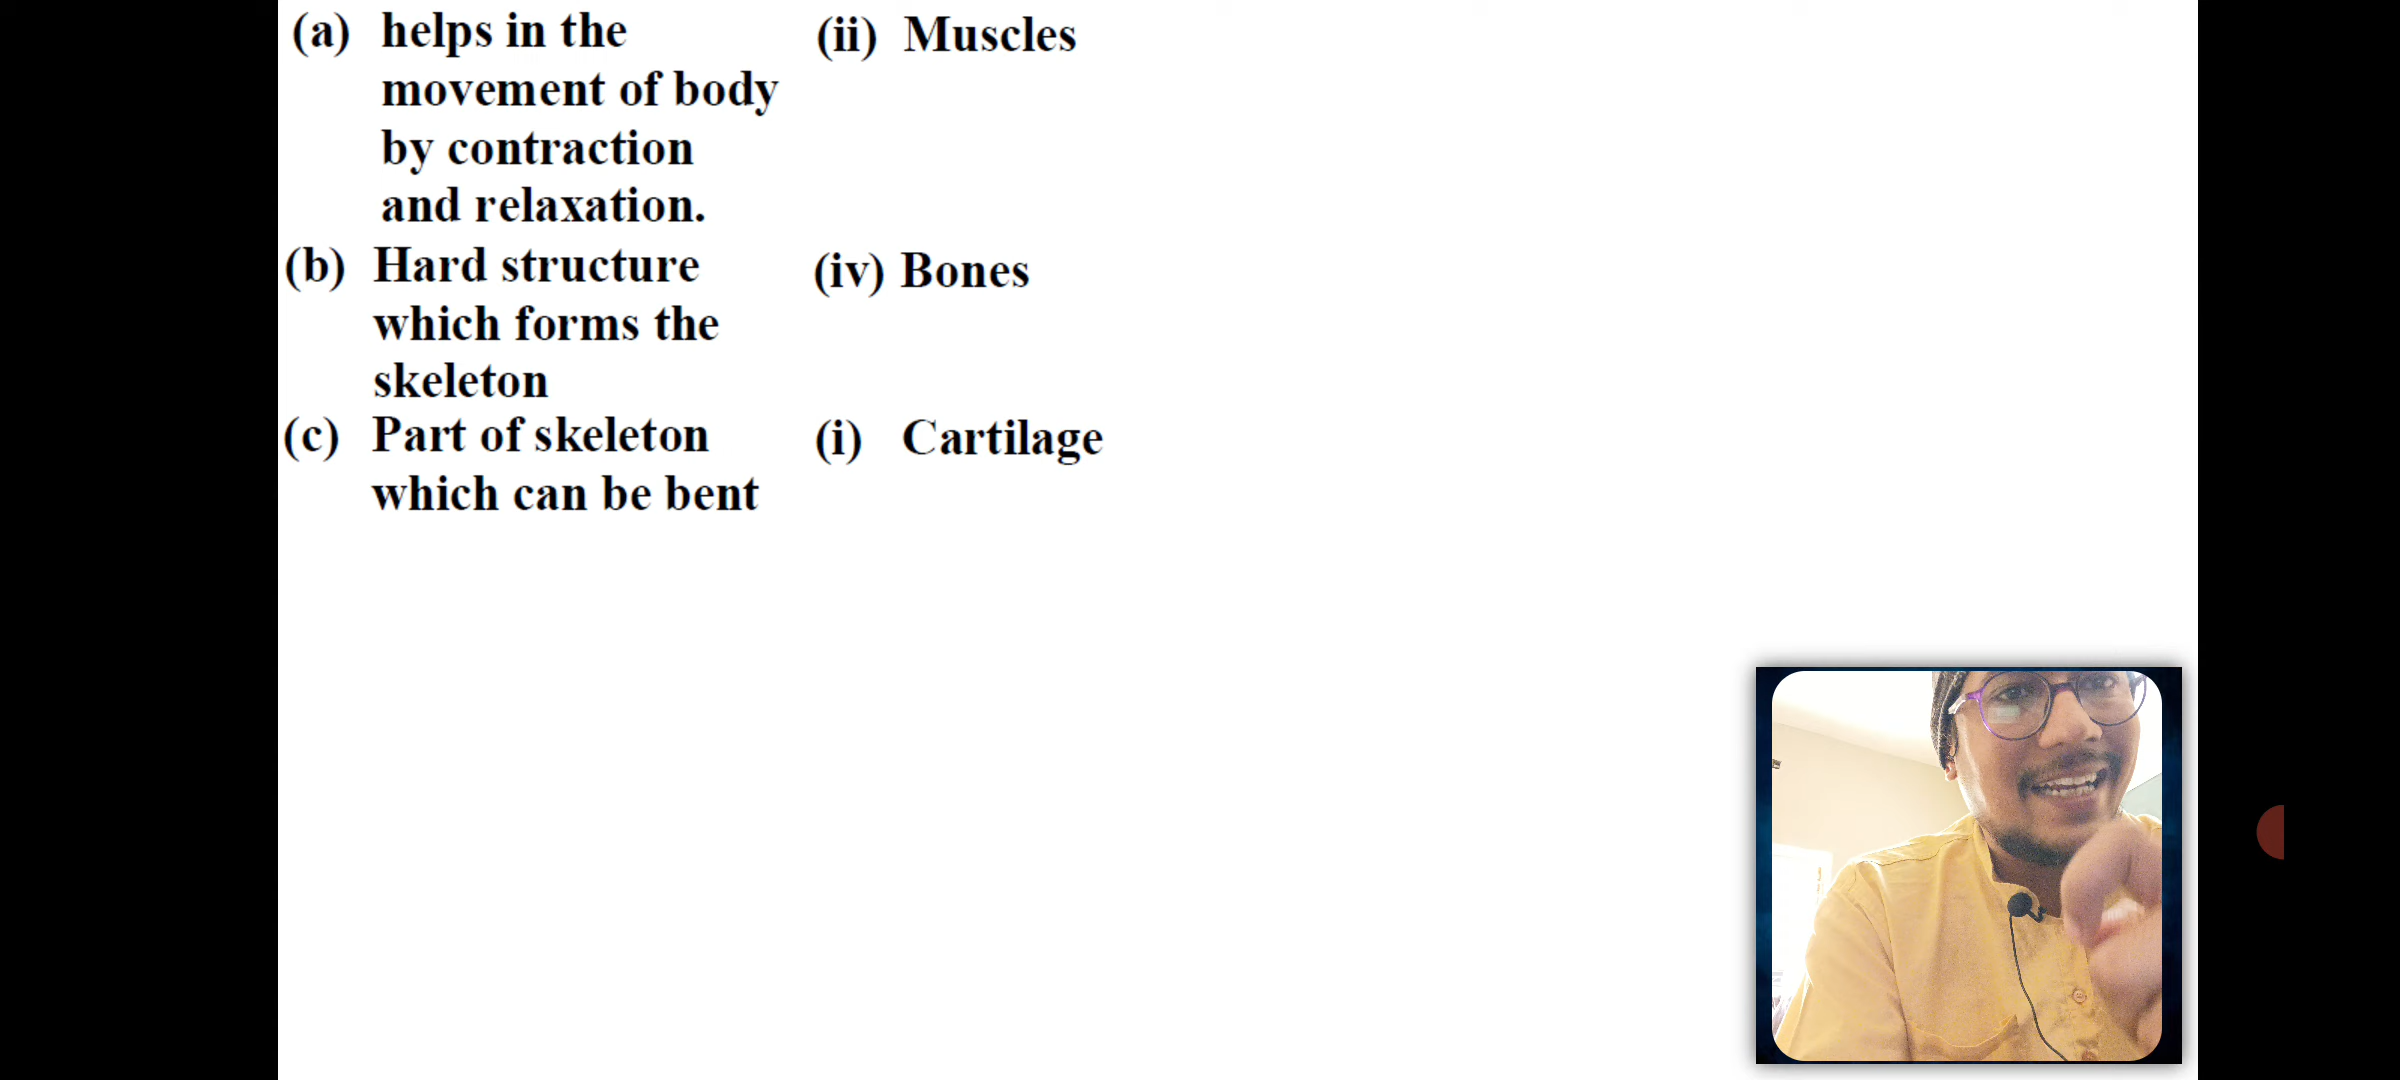 (a) helps in the (ii) Muscles
movement of body
by contraction
and relaxation.
(b) Hard structure (iv) Bones
which forms the
skeleton
(c) Part of skeleton (i) Cartilage
which can be bent